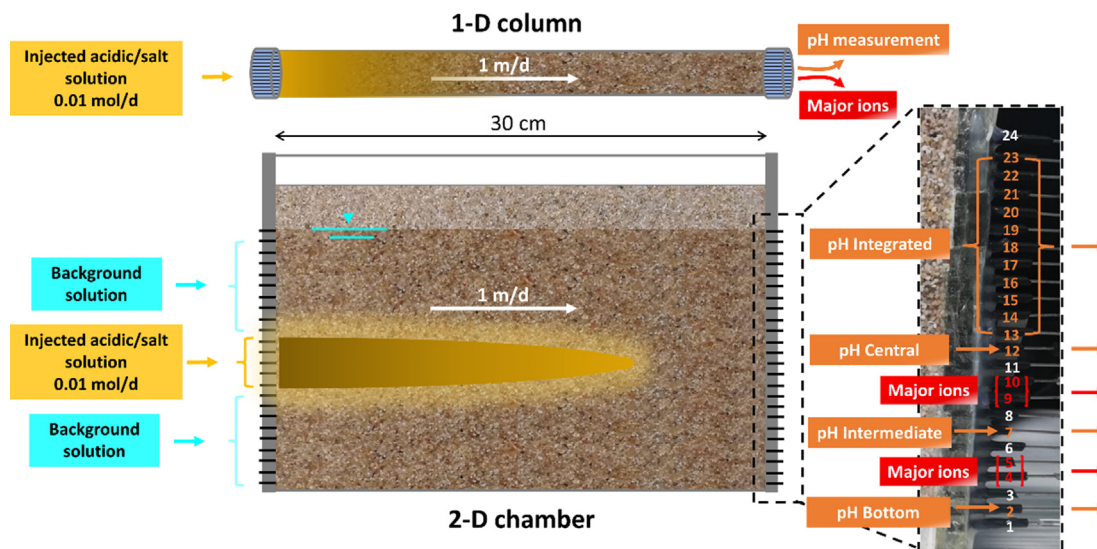 1-D column
Injected acidic/salt
solution
0.01 mol/d
1 m/d
pH measurement
Major ions
30 cm
Background
solution
Injected acidic/salt
solution
0.01 mol/d
Background
solution
1 m/d
2-D chamber
pH Integrated
pH Central
Major ions
pH Intermediate
Major ions
pH Bottom
24
23
22
21
20
19
18
17
16
15
14
13
12
11
10
9
8
7
6
5
4
3
2
1